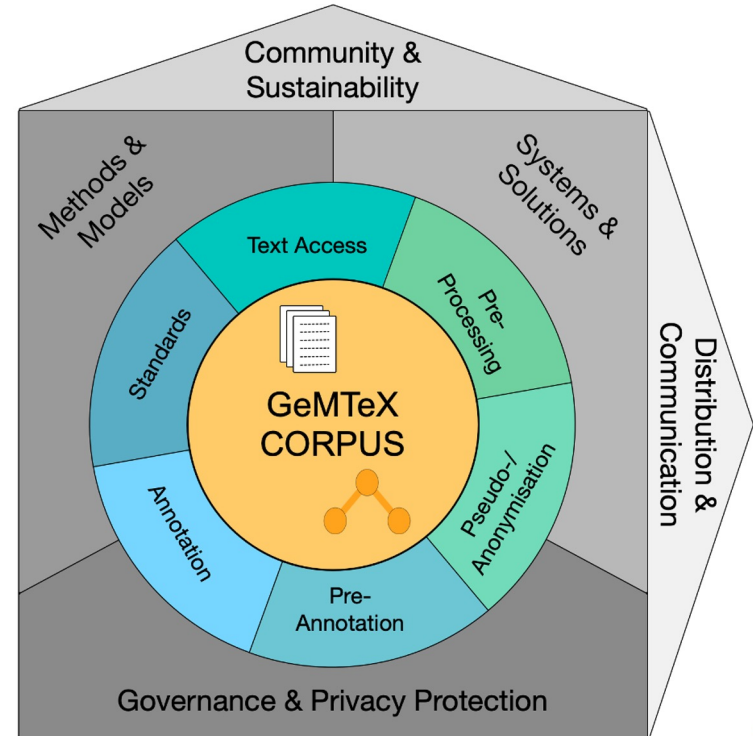 Community &
Sustainability
Methods &
Models
Systems &
Solutions
Text Access
Pre-
Processing
Standards
GeMTeX
CORPUS
Distribution &
Communication
Pseudo-/
Anonymisation
Annotation
Pre-
Annotation
Governance & Privacy Protection